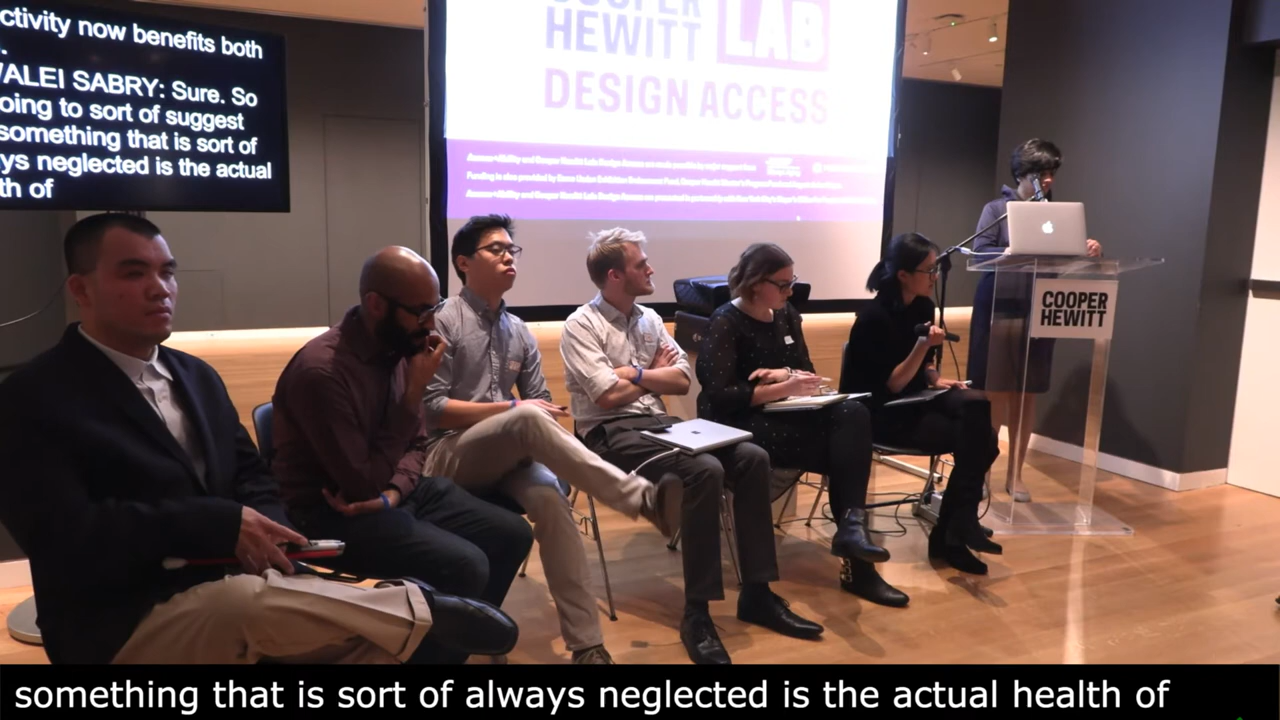 ctivity now benefits both
.
ALEI SABRY: Sure. So
oing to sort of suggest
something that is sort of
ys neglected is the actual
th of
COOPER
HEWITT
LAB
DESIGN ACCESS
COOPER
HEWITT
something that is sort of always neglected is the actual health of